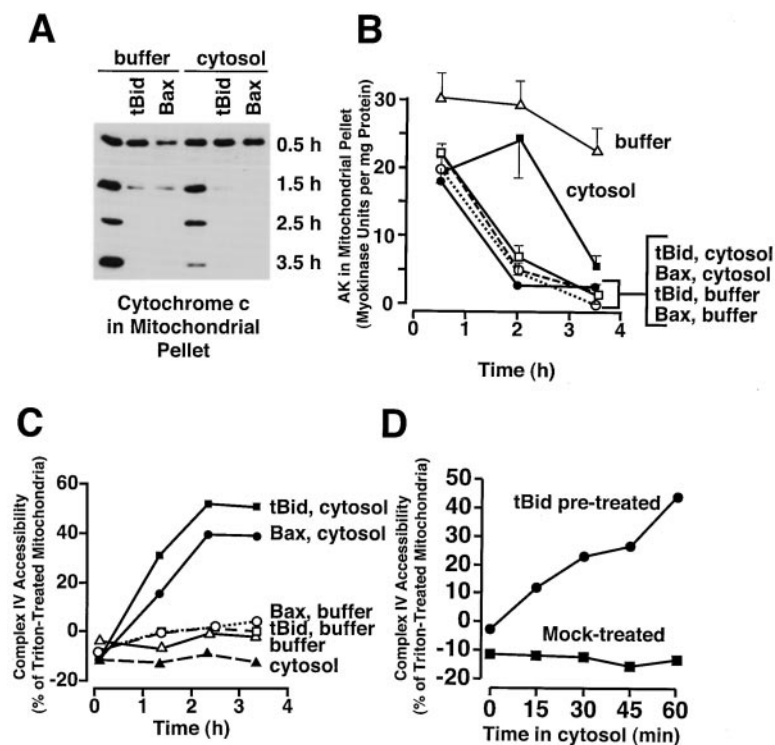 A
buffer cytosol
tBid Bax tBid Bax
0.5 h
1.5 h
2.5 h
3.5 h
Cytochrome c
in Mitochondrial
Pellet
B
AK in Mitochondrial Pellet
(Myokinase Units per mg Protein)
30
20
10
0
0 1 2 3 4
Time (h)
buffer
cytosol
tBid, cytosol
Bax, cytosol
tBid, buffer
Bax, buffer
C
Complex IV Accessibility
(% of Triton-Treated Mitochondria)
60
40
20
0
-20
0 1 2 3 4
Time (h)
tBid, cytosol
Bax, cytosol
Bax, buffer
tBid, buffer
buffer
cytosol
D
Complex IV Accessibility
(% of Triton-Treated Mitochondria)
50
40
30
20
10
0
-10
-20
0 15 30 45 60
Time in cytosol (min)
tBid pre-treated
Mock-treated